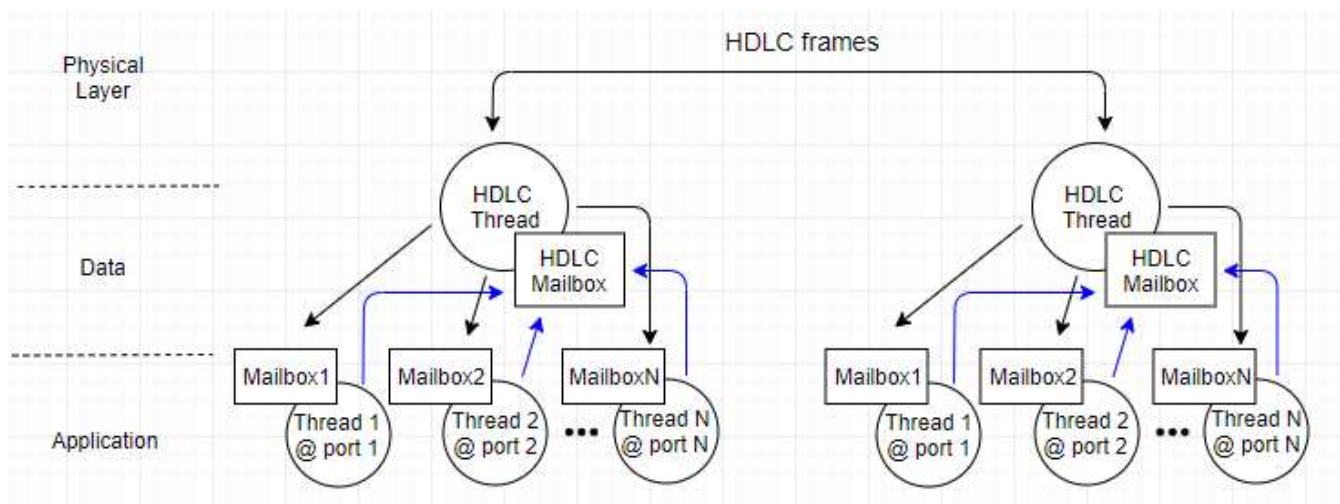 HDLC frames
Physical
Layer
HDLC
Thread
HDLC
Mailbox
HDLC
Thread
HDLC
Mailbox
Data
Mailbox1
Mailbox2
MailboxN
Mailbox1
Mailbox2
MailboxN
Application
Thread 1
@ port 1
Thread 2
@ port 2
Thread N
@ port N
Thread 1
@ port 1
Thread 2
@ port 2
Thread N
@ port N